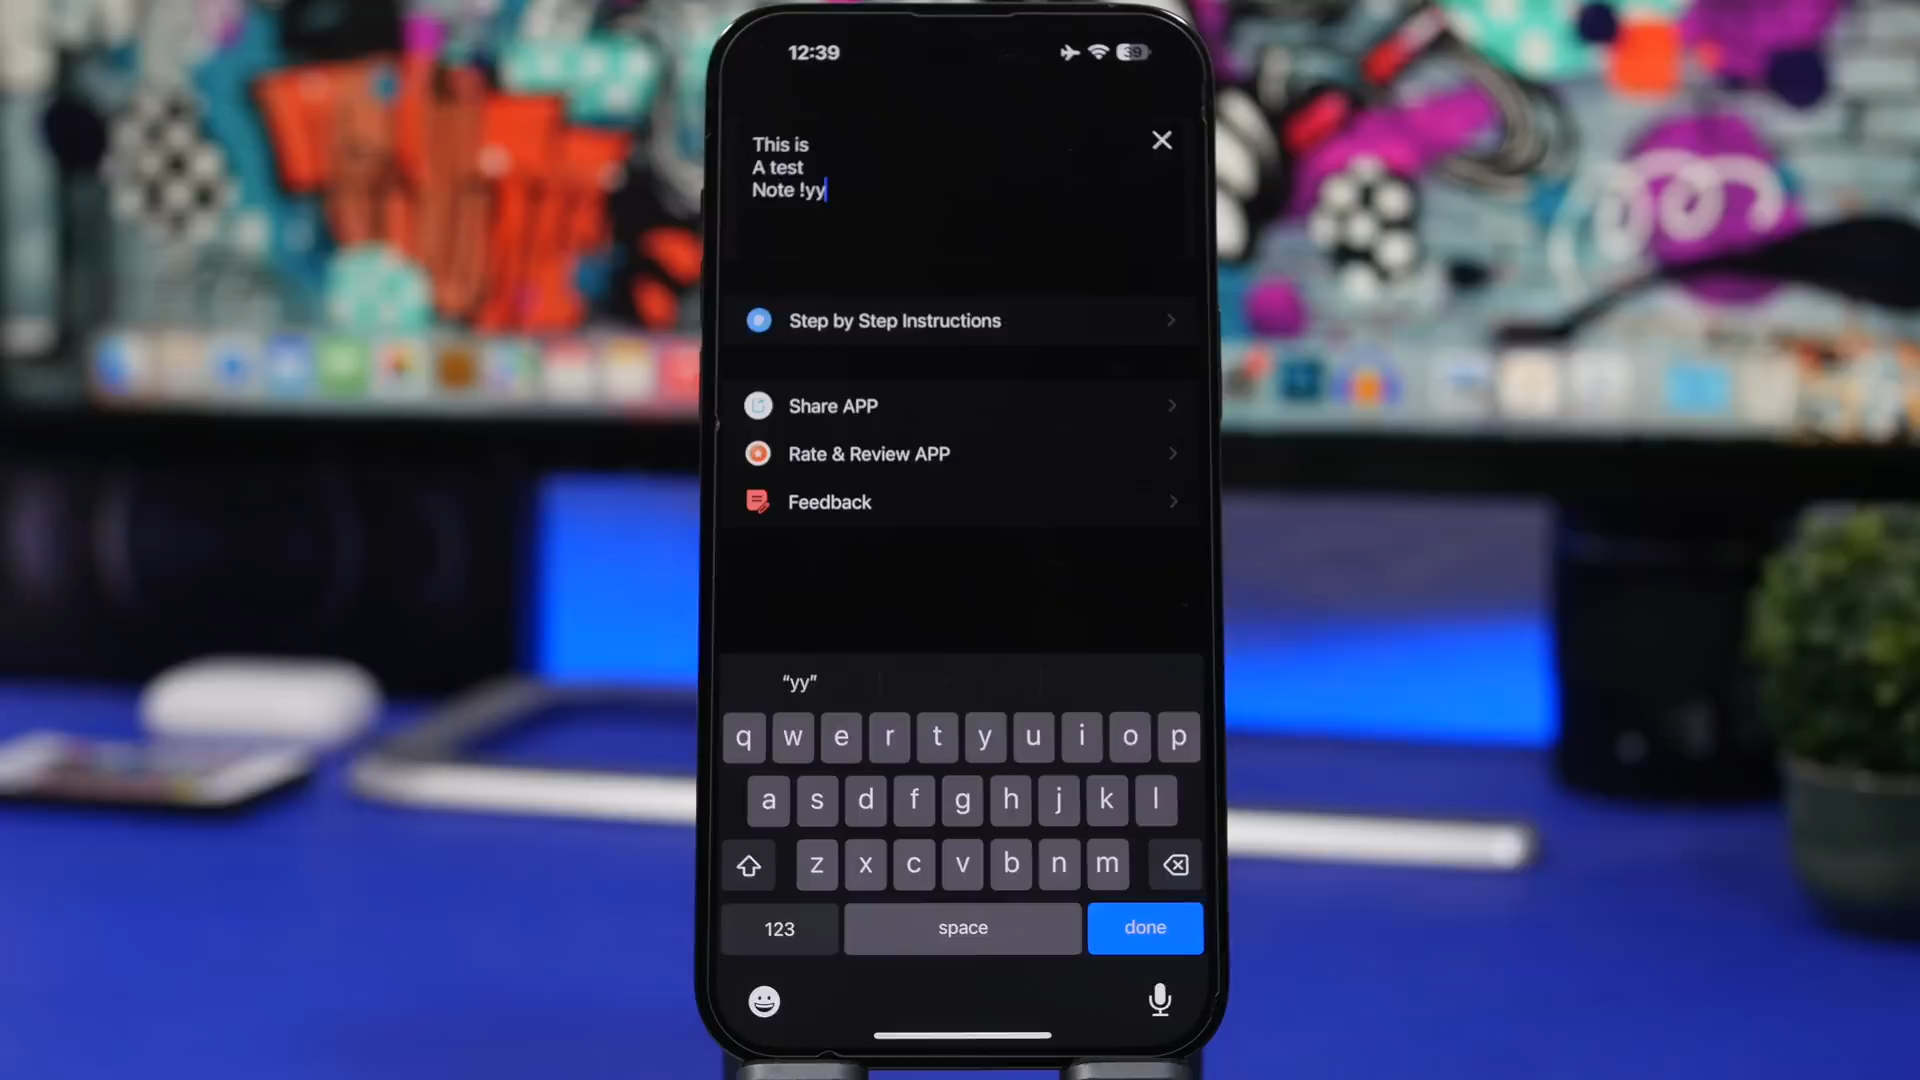 12:39
39
This is
A test
Note !yy
Step by Step Instructions
Share APP
Rate & Review APP
Feedback
“yy”
q w e r t y u i o p
a s d f g h j k l
z x c v b n m
123 space done